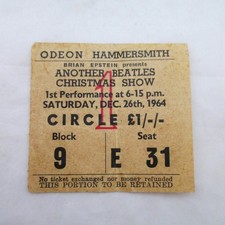 ODEON HAMMERSMITH
BRIAN EPSTEIN presents
ANOTHER BEATLES
CHRISTMAS SHOW
1st Performance at 6-15 p.m.
SATURDAY, DEC. 26th, 1964
1
CIRCLE £1/-/-
Block Seat
9 E 31
No ticket exchanged nor money refunded
THIS PORTION TO BE RETAINED